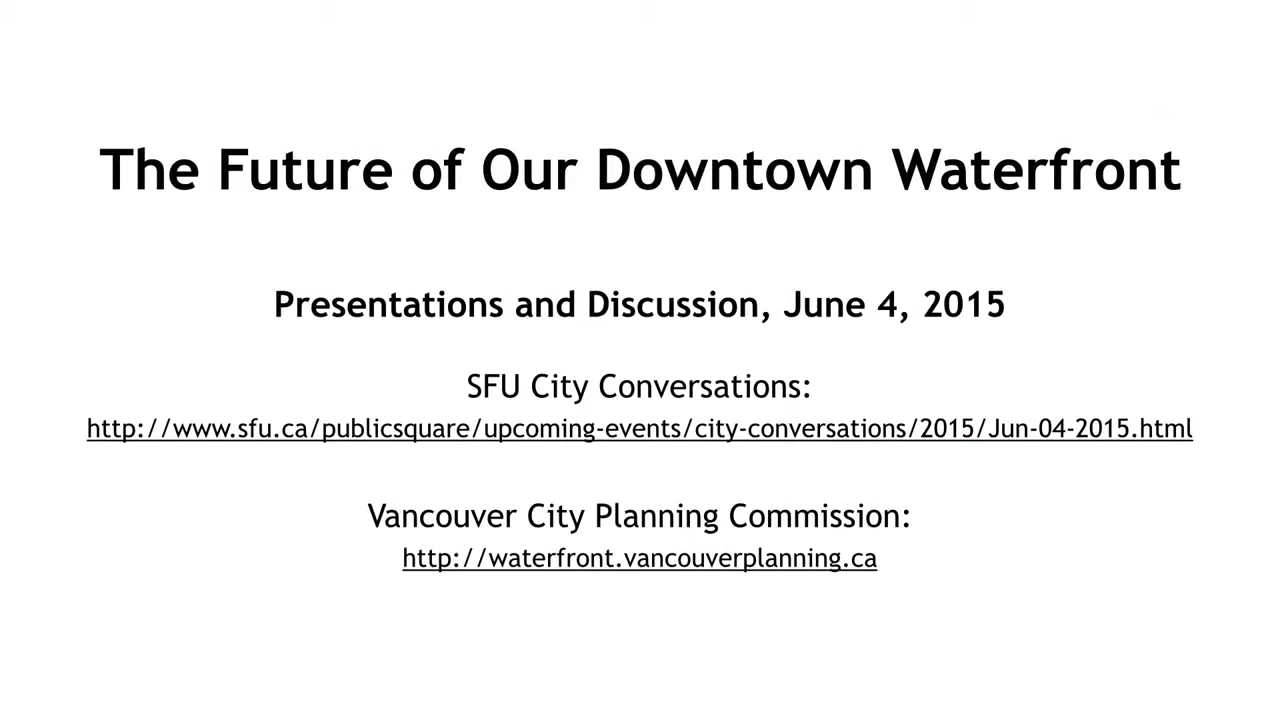 The Future of Our Downtown Waterfront
Presentations and Discussion, June 4, 2015
SFU City Conversations:
http://www.sfu.ca/publicsquare/upcoming-events/city-conversations/2015/Jun-04-2015.html
Vancouver City Planning Commission:
http://waterfront.vancouverplanning.ca